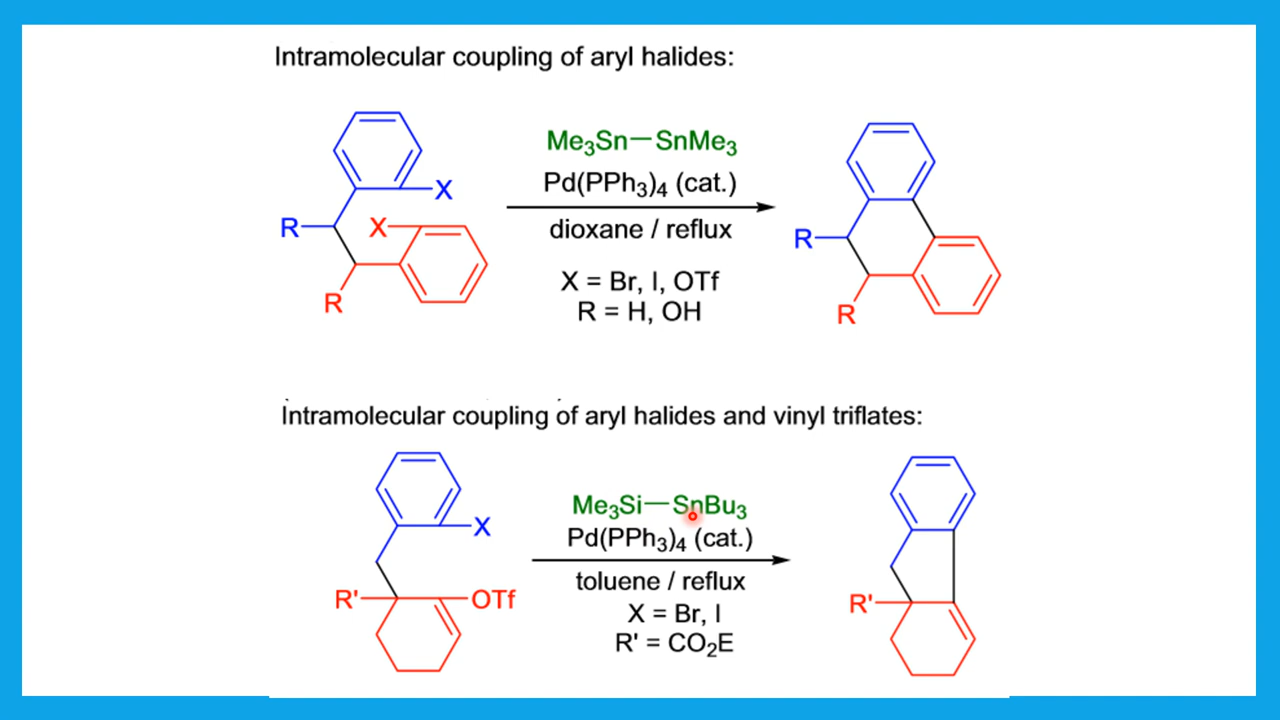 Intramolecular coupling of aryl halides:
X
R
X
R
Me₃Sn—SnMe₃
Pd(PPh₃)₄ (cat.)
dioxane / reflux
X = Br, I, OTf
R = H, OH
R
R
Intramolecular coupling of aryl halides and vinyl triflates:
X
R'
OTf
Me₃Si—SnBu₃
Pd(PPh₃)₄ (cat.)
toluene / reflux
X = Br, I
R' = CO₂E
R'